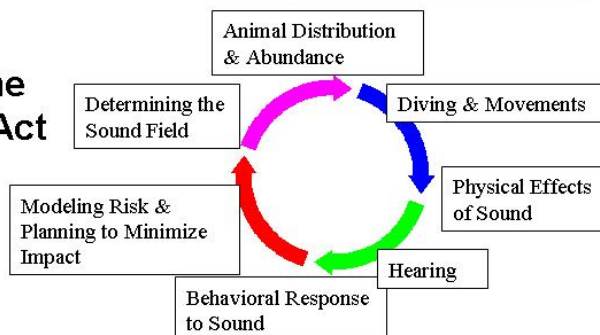 Animal Distribution
& Abundance
Act
Determining the
Sound Field
Diving & Movements
Physical Effects
of Sound
Modeling Risk &
Planning to Minimize
Impact
Hearing
Behavioral Response
to Sound